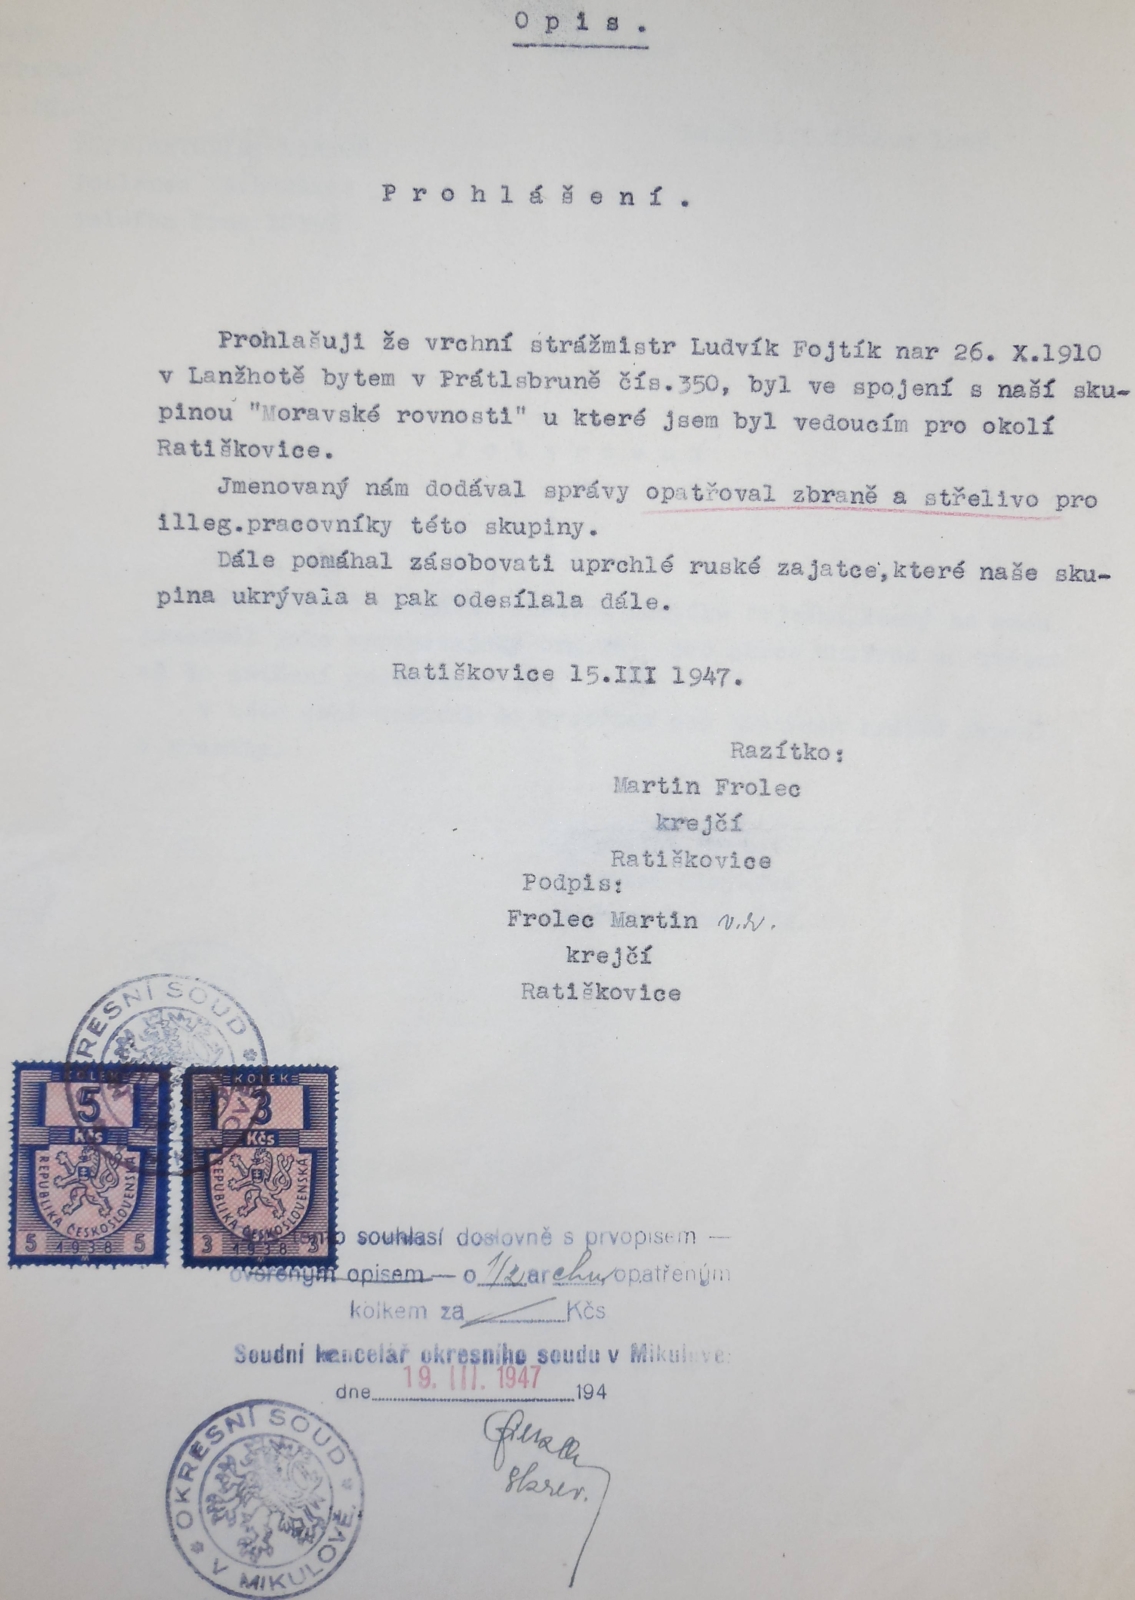 Opis.
Prohlášení.
Prohlašuji že vrchní strážmistr Ludvík Fojtík nar 26. X.1910
v Lanžhotě bytem v Prátlsbruně čís.350, byl ve spojení s naší sku-
pinou "Moravské rovnosti" u které jsem byl vedoucím pro okolí
Ratiškovice.
Jmenovaný nám dodával správy opatřoval zbraně a střelivo pro
illeg.pracovníky této skupiny.
Dále pomáhal zásobovati uprchlé ruské zajatce,které naše sku-
pina ukrývala a pak odesílala dále.
Ratiškovice 15.III 1947.
Razítko:
Martin Frolec
krejčí
Ratiškovice
Podpis:
Frolec Martin v.r.
krejčí
Ratiškovice
OKRESNÍ SOUD
KOLEK
5
Kčs
REPUBLIKA ČESKOSLOVENSKÁ
5 1938 5
KOLEK
3
Kčs
REPUBLIKA ČESKOSLOVENSKÁ
3 1938 3
souhlasí doslovně s prvopisem —
ověřeným opisem — o 1/2 archu opatřeným
kolkem za Kčs
Soudní kancelář okresního soudu v Mikulově:
dne 19. III. 1947 194
OKRESNÍ SOUD
V MIKULOVĚ